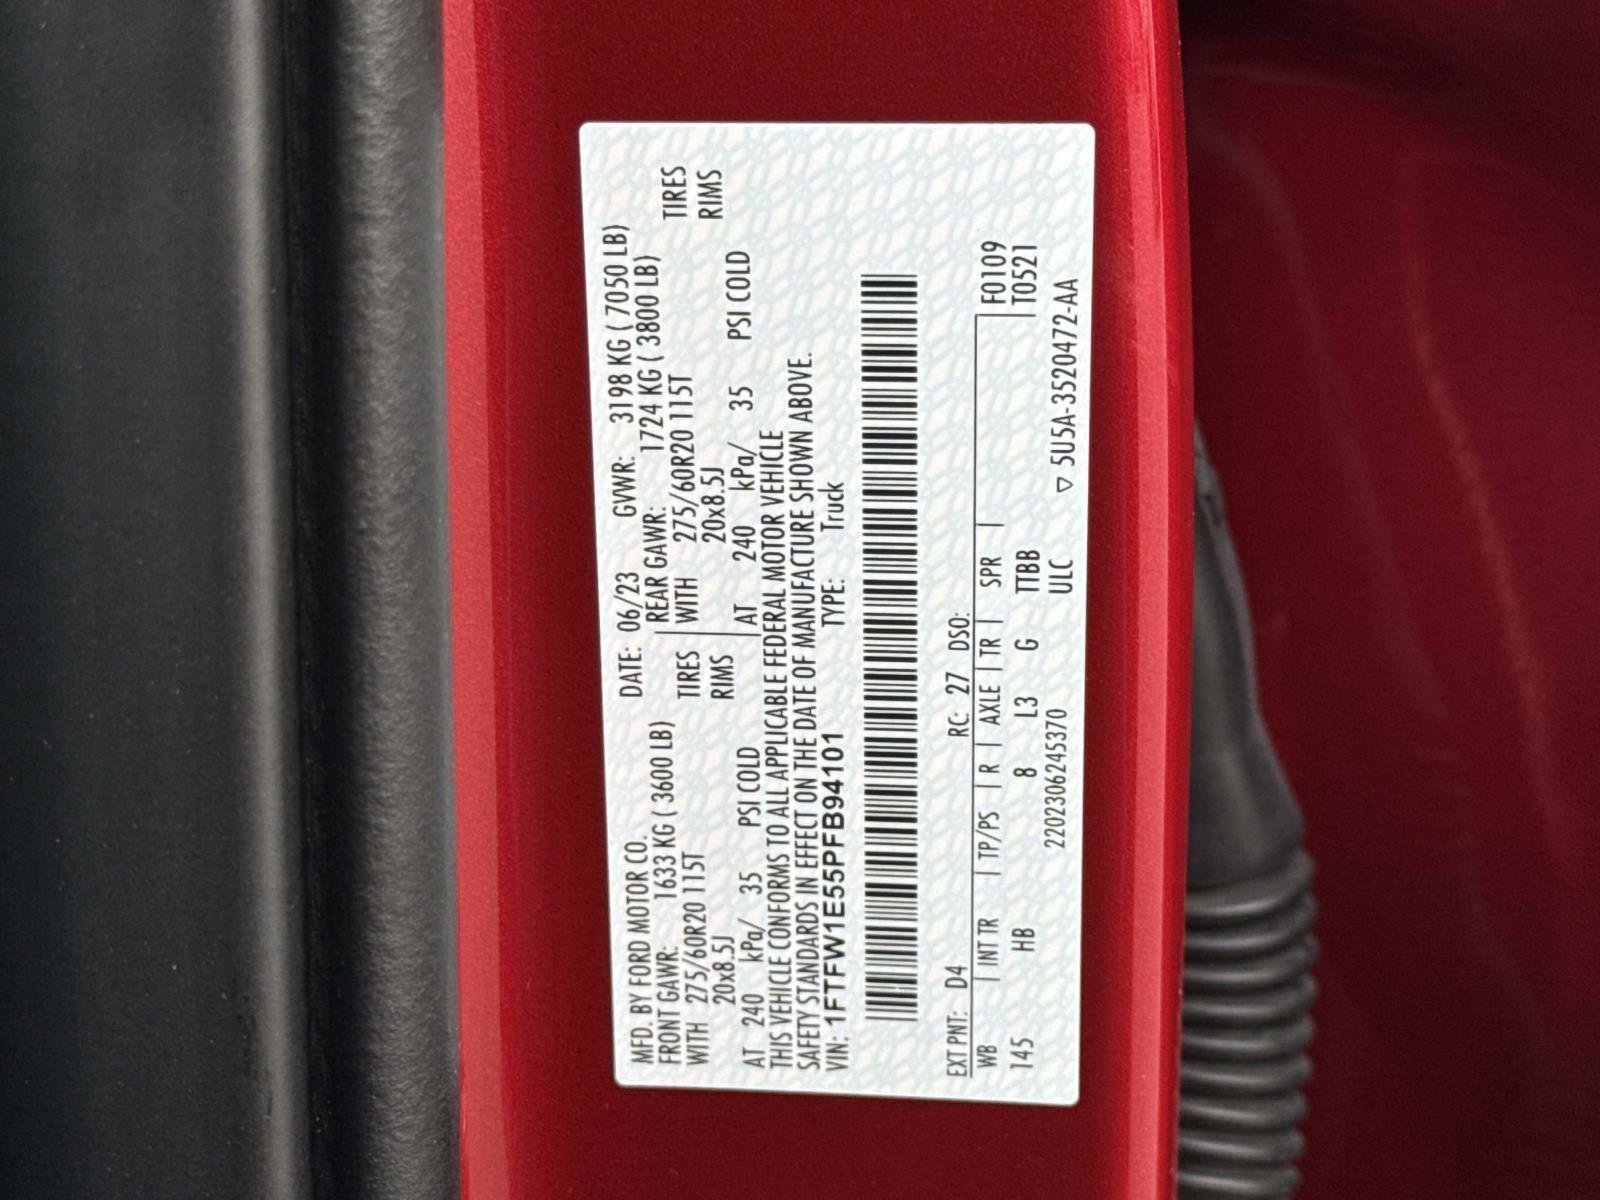 MFD. BY FORD MOTOR CO. DATE: 06/23 GVWR: 3198 KG ( 7050 LB)
FRONT GAWR: 1633 KG ( 3600 LB) REAR GAWR: 1724 KG ( 3800 LB)
WITH 275/60R20 115T TIRES WITH 275/60R20 115T TIRES
20x8.5J RIMS 20x8.5J RIMS
AT 240 kPa/ 35 PSI COLD AT 240 kPa/ 35 PSI COLD
THIS VEHICLE CONFORMS TO ALL APPLICABLE FEDERAL MOTOR VEHICLE
SAFETY STANDARDS IN EFFECT ON THE DATE OF MANUFACTURE SHOWN ABOVE.
VIN: 1FTFW1E55PFB94101 TYPE: Truck
EXT PNT: D4 RC: 27 DSO: F0109
WB | INT TR | TP/PS | R | AXLE | TR | SPR | T0521
145 HB 8 L3 G TTBB
2202306245370 ULC ▽ 5U5A-3520472-AA